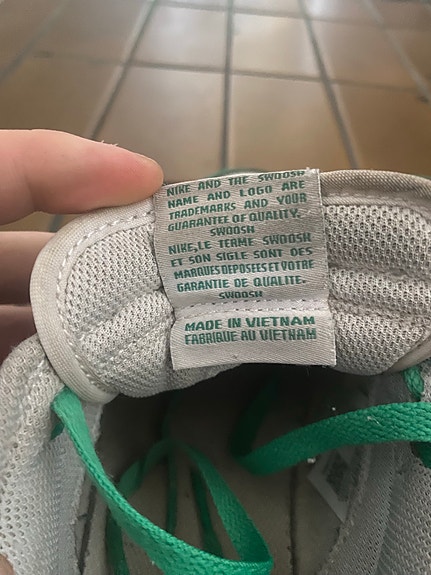 NIKE AND THE SWOOSH
NAME AND LOGO ARE
TRADEMARKS AND YOUR
GUARANTEE OF QUALITY.
SWOOSH
NIKE,LE TERME SWOOSH
ET SON SIGLE SONT DES
MARQUES DEPOSEES ET VOTRE
GARANTIE DE QUALITE.
SWOOSH
MADE IN VIETNAM
FABRIQUE AU VIETNAM